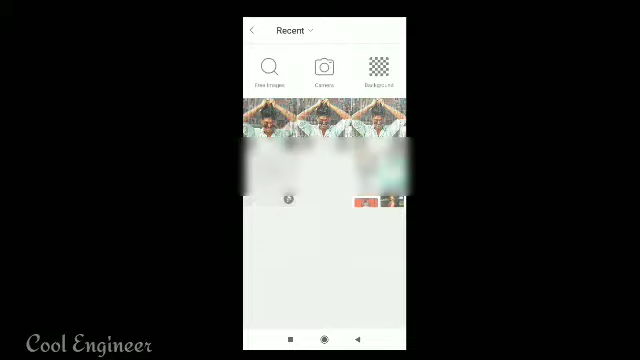 Recent
Free Images
Camera
Background
Cool Engineer